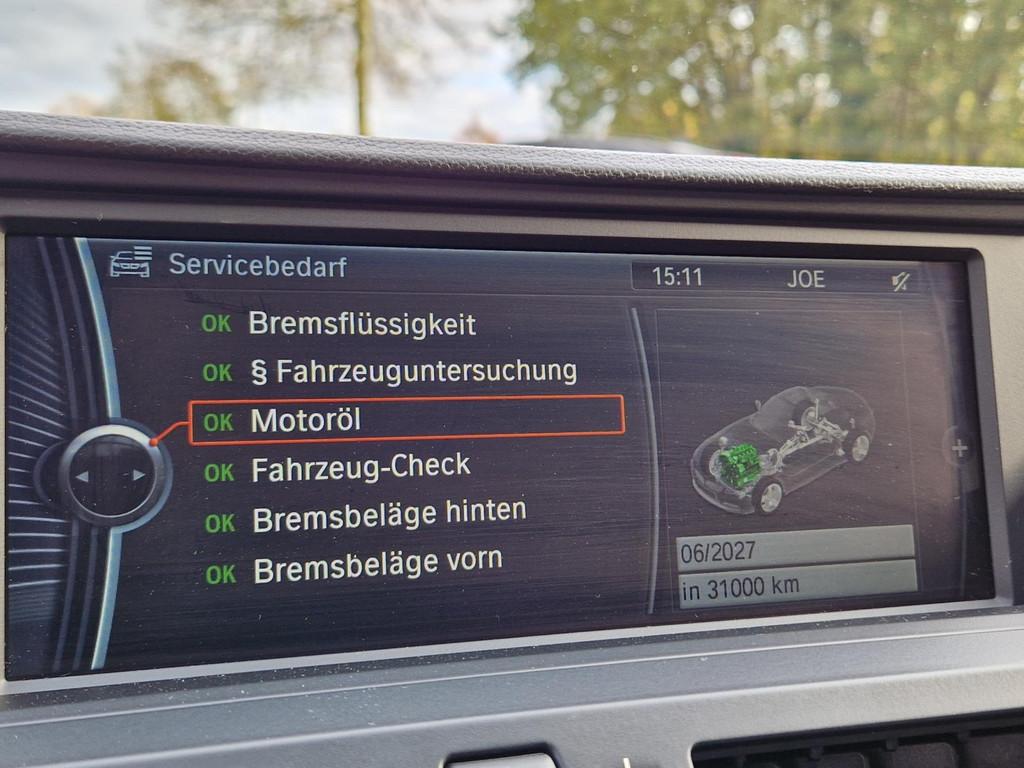 Servicebedarf
15:11 JOE
OK Bremsflüssigkeit
OK § Fahrzeuguntersuchung
OK Motoröl
OK Fahrzeug-Check
OK Bremsbeläge hinten
OK Bremsbeläge vorn
06/2027
in 31000 km